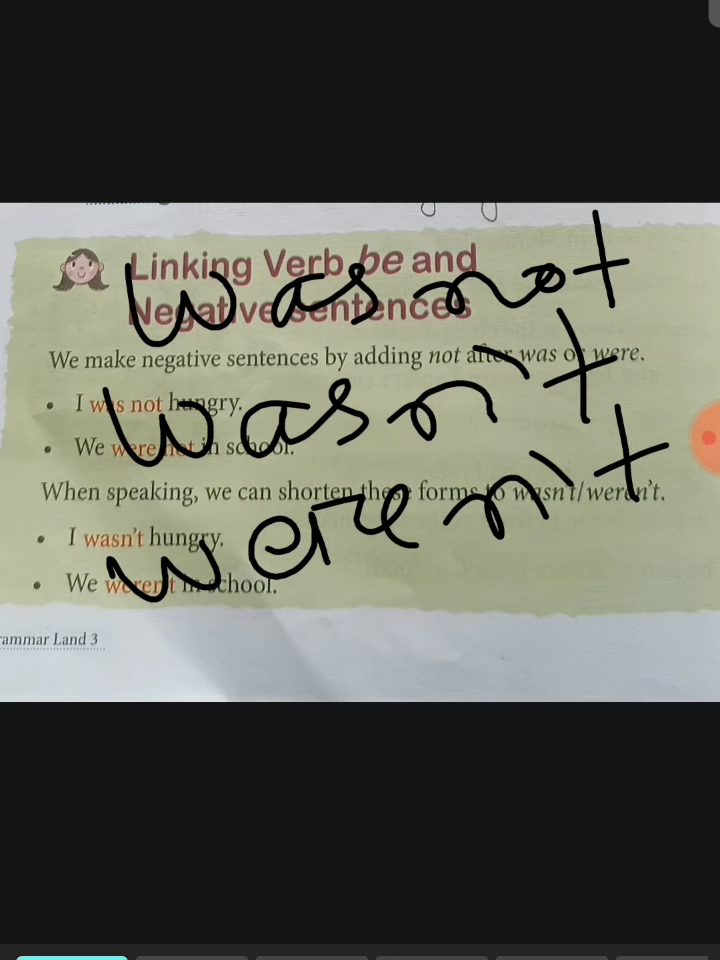 Linking Verb be and
Negative sentences
was not
We make negative sentences by adding not after was or were.
I was not hungry.
wasn't
We were not in school.
When speaking, we can shorten these forms to wasn't/weren't.
I wasn't hungry.
weren't
We weren't in school.
rammar Land 3